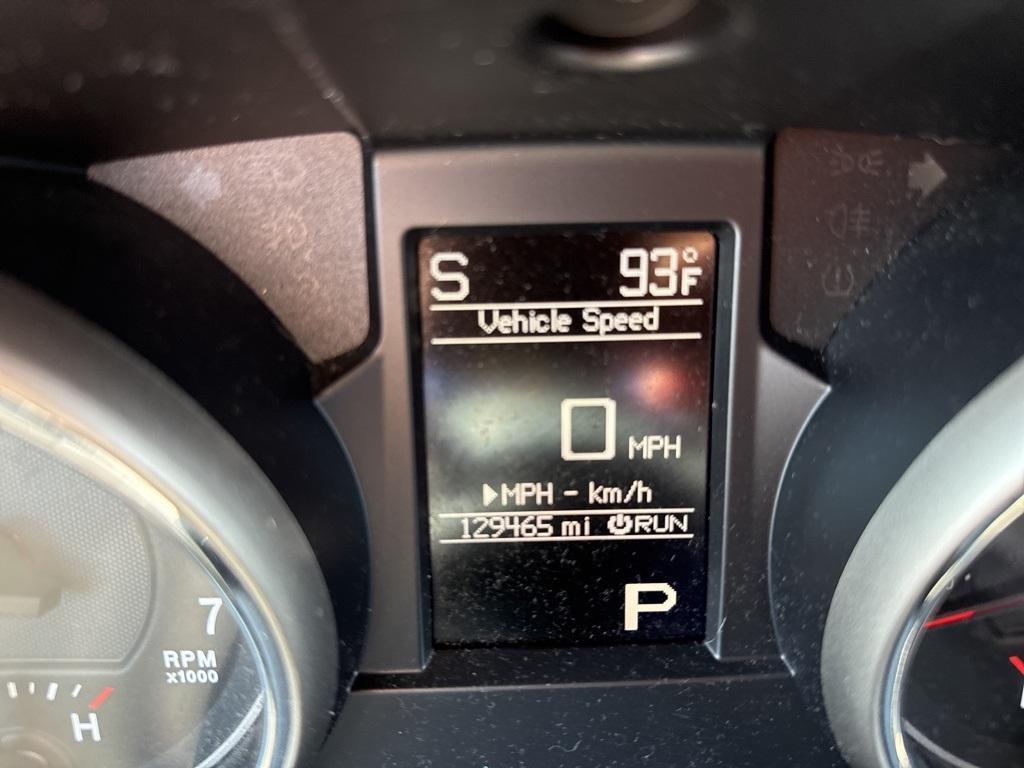 S 93°F
Vehicle Speed
0 MPH
▶MPH - km/h
129465 mi RUN
P
7
RPM
x1000
H